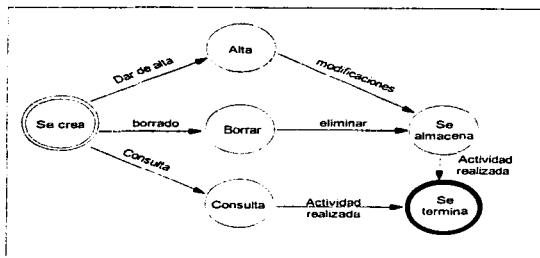 Dar de alta
Alta
modificaciones
Se crea
borrado
Borrar
eliminar
Se
almacena
Consulta
Actividad
realizada
Consulta
Actividad
realizada
Se
termina